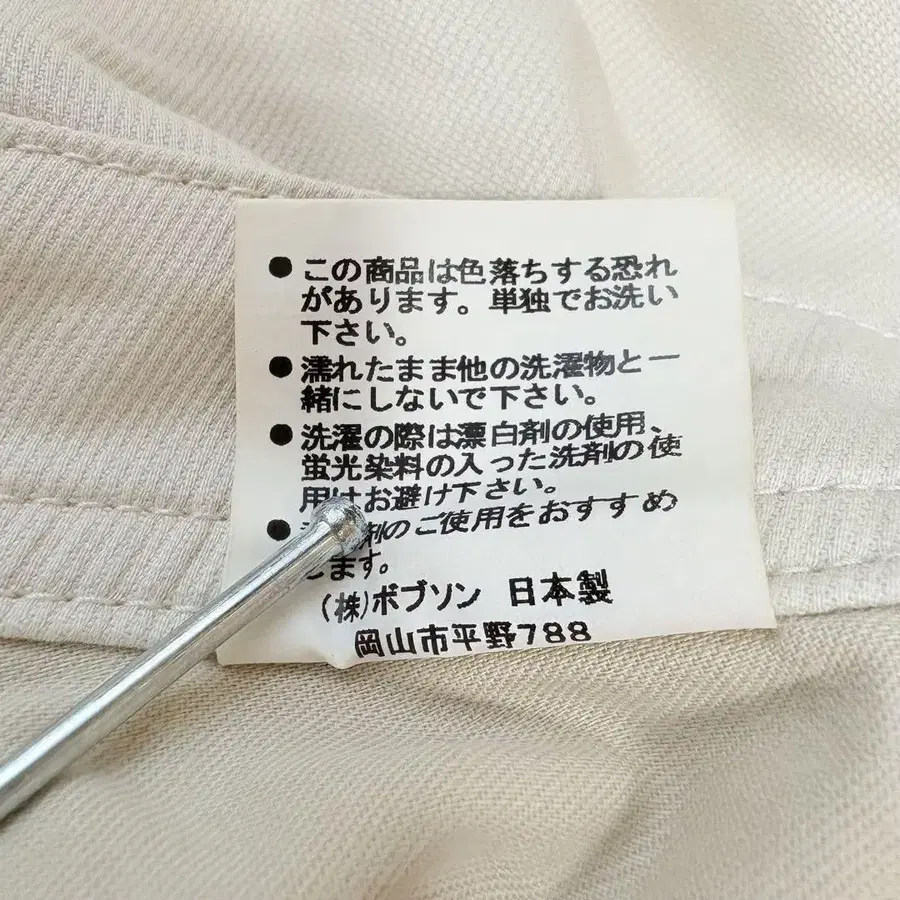 ● この商品は色落ちする恐れ
があります。単独でお洗い
下さい。
● 濡れたまま他の洗濯物と一
緒にしないで下さい。
● 洗濯の際は漂白剤の使用、
蛍光染料の入った洗剤の使
用はお避け下さい。
● 剤のご使用をおすすめ
します。
(株)ボブソン 日本製
岡山市平野788